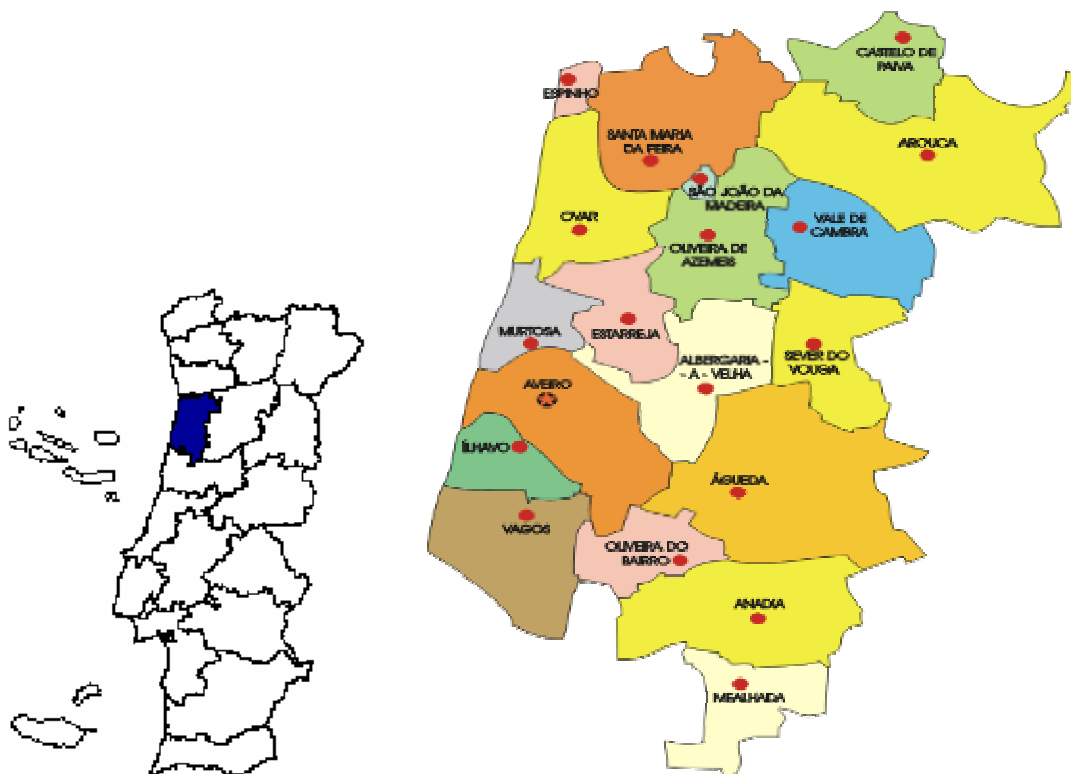 CASTELO DE
PAIVA
ESPINHO
SANTA MARIA
DA FEIRA
AROUCA
SÃO JOÃO DA
MADEIRA
OVAR
VALE DE
CAMBRA
OLIVEIRA DE
AZEMEIS
MURTOSA
ESTARREJA
ALBERGARIA -
- A - VELHA
SEVER DO
VOUGA
AVEIRO
ÍLHAVO
ÁGUEDA
VAGOS
OLIVEIRA DO
BAIRRO
ANADIA
MEALHADA